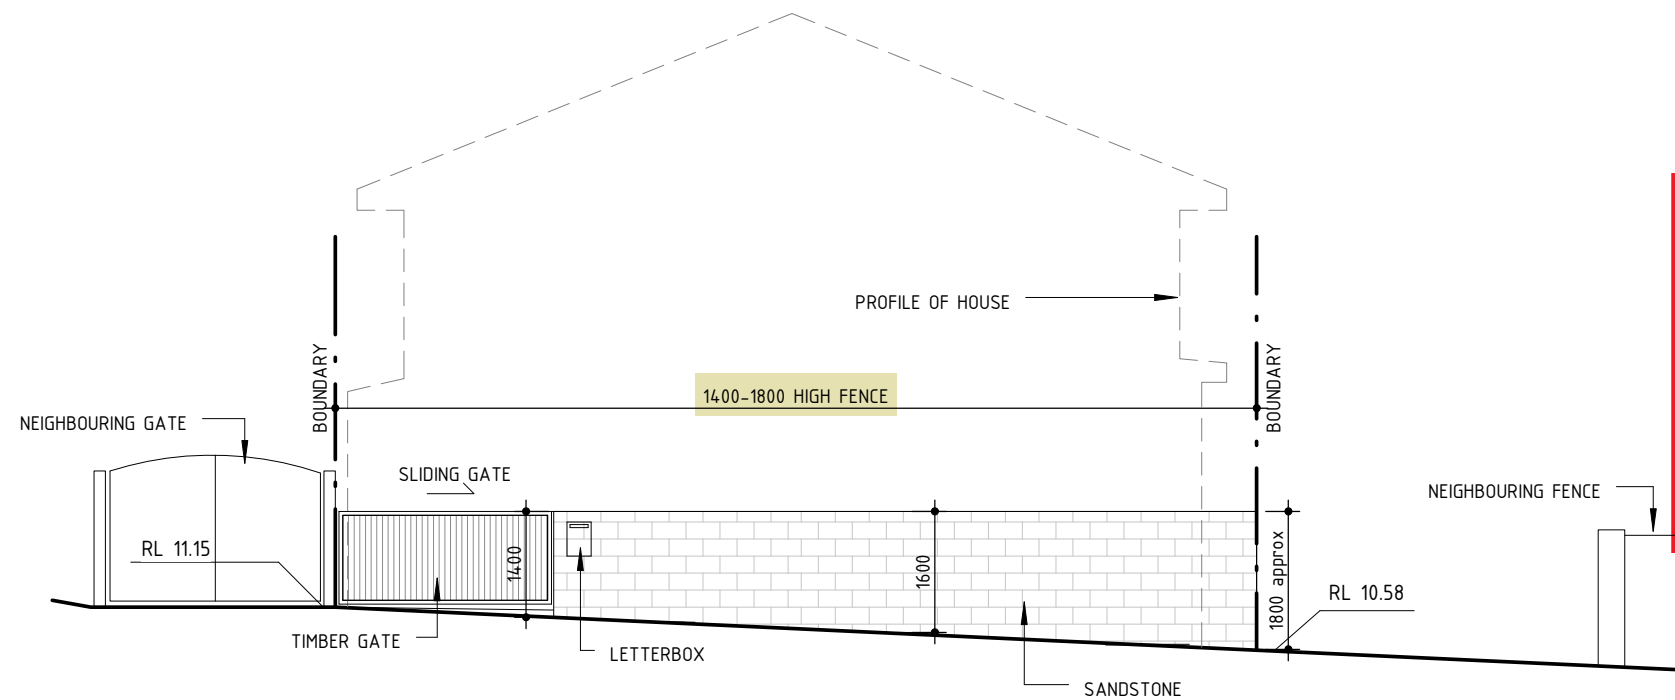 PROFILE OF HOUSE
BOUNDARY
BOUNDARY
1400-1800 HIGH FENCE
NEIGHBOURING GATE
SLIDING GATE
NEIGHBOURING FENCE
RL 11.15
1400
1600
1800 approx
RL 10.58
TIMBER GATE
LETTERBOX
SANDSTONE